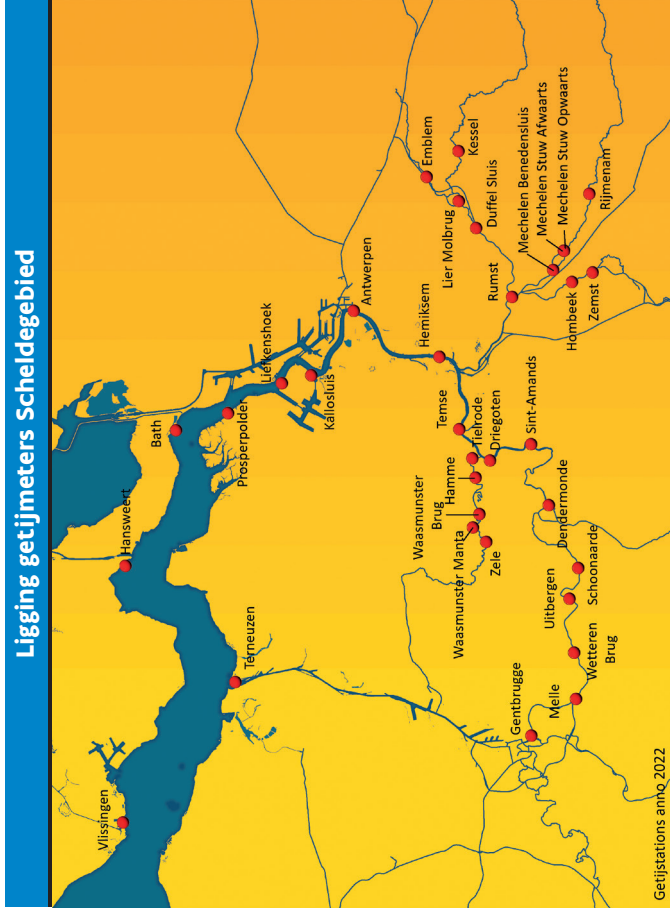 Ligging getijmeters Scheldegebied
Vlissingen
Hansweert
Terneuzen
Bath
Prosperpolder
Liefkenshoek
Kallosluis
Antwerpen
Hemiksem
Temse
Tielrode
Hamme
Waasmunster
Brug
Waasmunster Manta
Zele
Driegoten
Sint-Amands
Dendermonde
Schoonaarde
Uitbergen
Wetteren
Brug
Melle
Gentbrugge
Rumst
Duffel Sluis
Lier Molbrug
Emblem
Kessel
Mechelen Benedensluis
Mechelen Stuw Afwaarts
Mechelen Stuw Opwaarts
Rijmenam
Hombeek
Zemst
Getijstations anno 2022